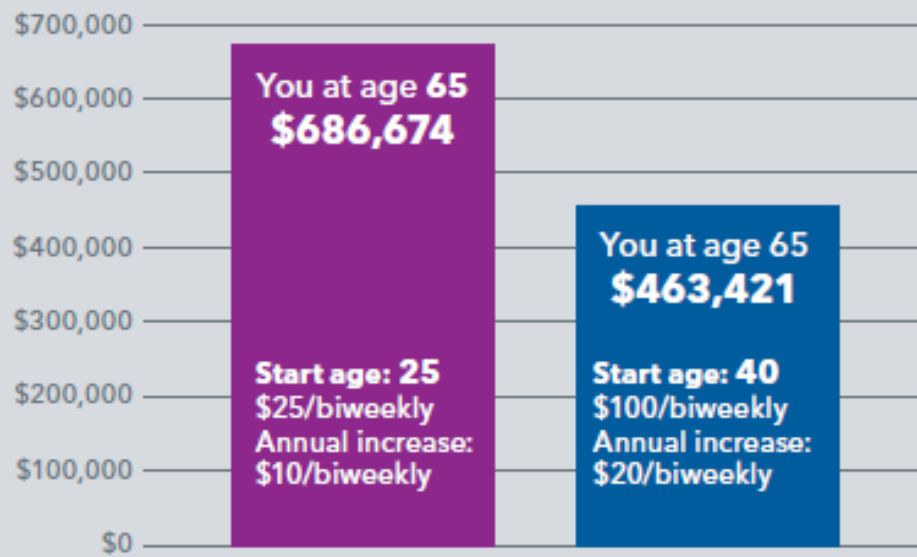 $700,000
$600,000
$500,000
$400,000
$300,000
$200,000
$100,000
$0
You at age 65
$686,674
Start age: 25
$25/biweekly
Annual increase:
$10/biweekly
You at age 65
$463,421
Start age: 40
$100/biweekly
Annual increase:
$20/biweekly